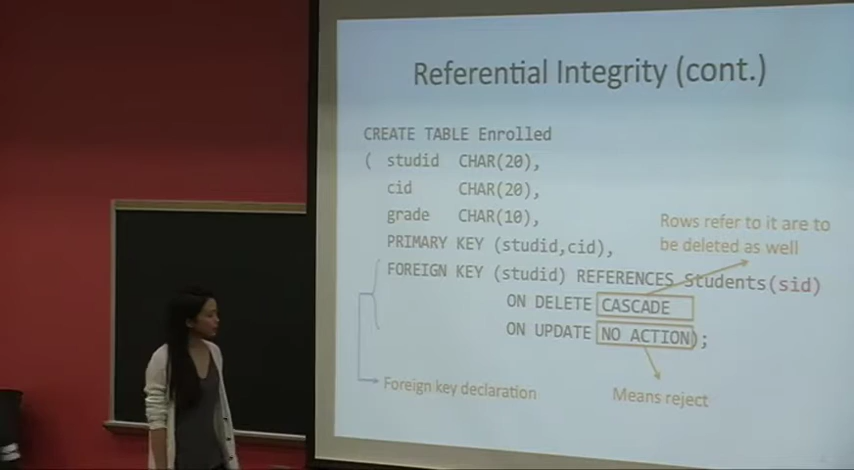 Referential Integrity (cont.)
CREATE TABLE Enrolled
( studid CHAR(20),
cid CHAR(20),
grade CHAR(10),
PRIMARY KEY (studid,cid),
Rows refer to it are to
be deleted as well
FOREIGN KEY (studid) REFERENCES Students(sid)
ON DELETE CASCADE
ON UPDATE NO ACTION);
Foreign key declaration
Means reject